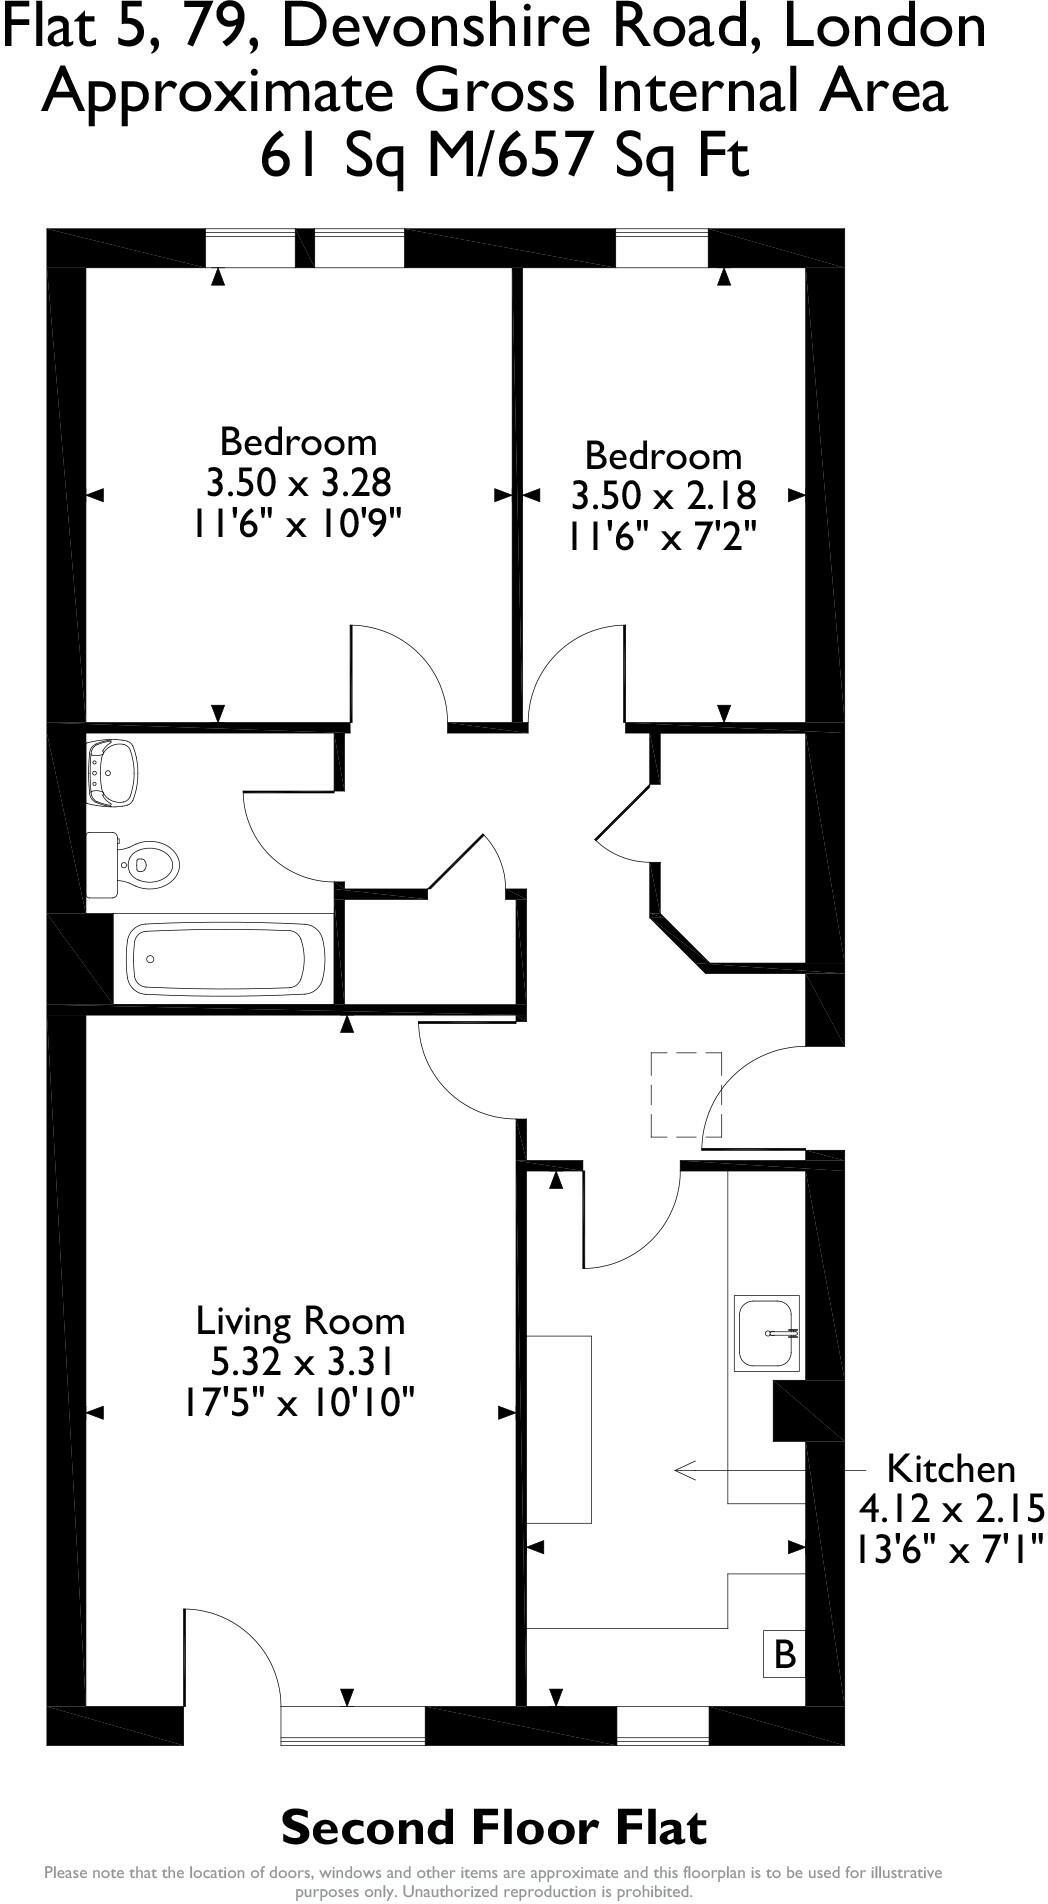 Flat 5, 79, Devonshire Road, London
Approximate Gross Internal Area
61 Sq M/657 Sq Ft
Bedroom
3.50 x 3.28
11'6" x 10'9"
Bedroom
3.50 x 2.18
11'6" x 7'2"
Living Room
5.32 x 3.31
17'5" x 10'10"
Kitchen
4.12 x 2.15
13'6" x 7'1"
B
Second Floor Flat
Please note that the location of doors, windows and other items are approximate and this floorplan is to be used for illustrative
purposes only. Unauthorized reproduction is prohibited.